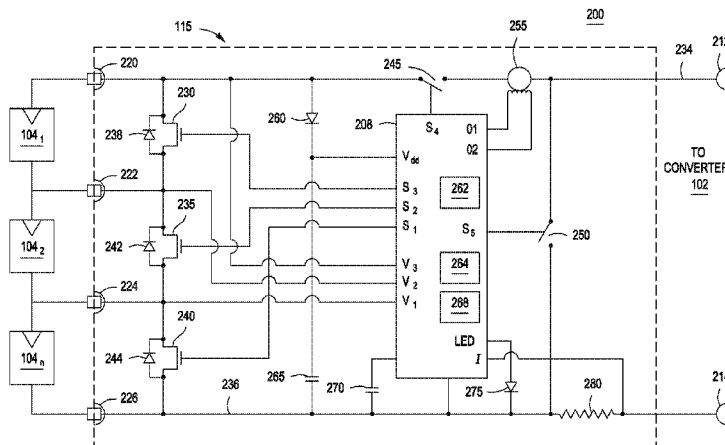 200
115
255
220
245
234
212
230
260
208
S4
01
02
104₁
238
Vdd
262
TO
CONVERTER
102
222
S3
235
S2
S1
S5
250
104₂
242
V3
264
V2
224
V1
268
240
LED
104ₙ
244
265
270
I
275
280
226
236
214